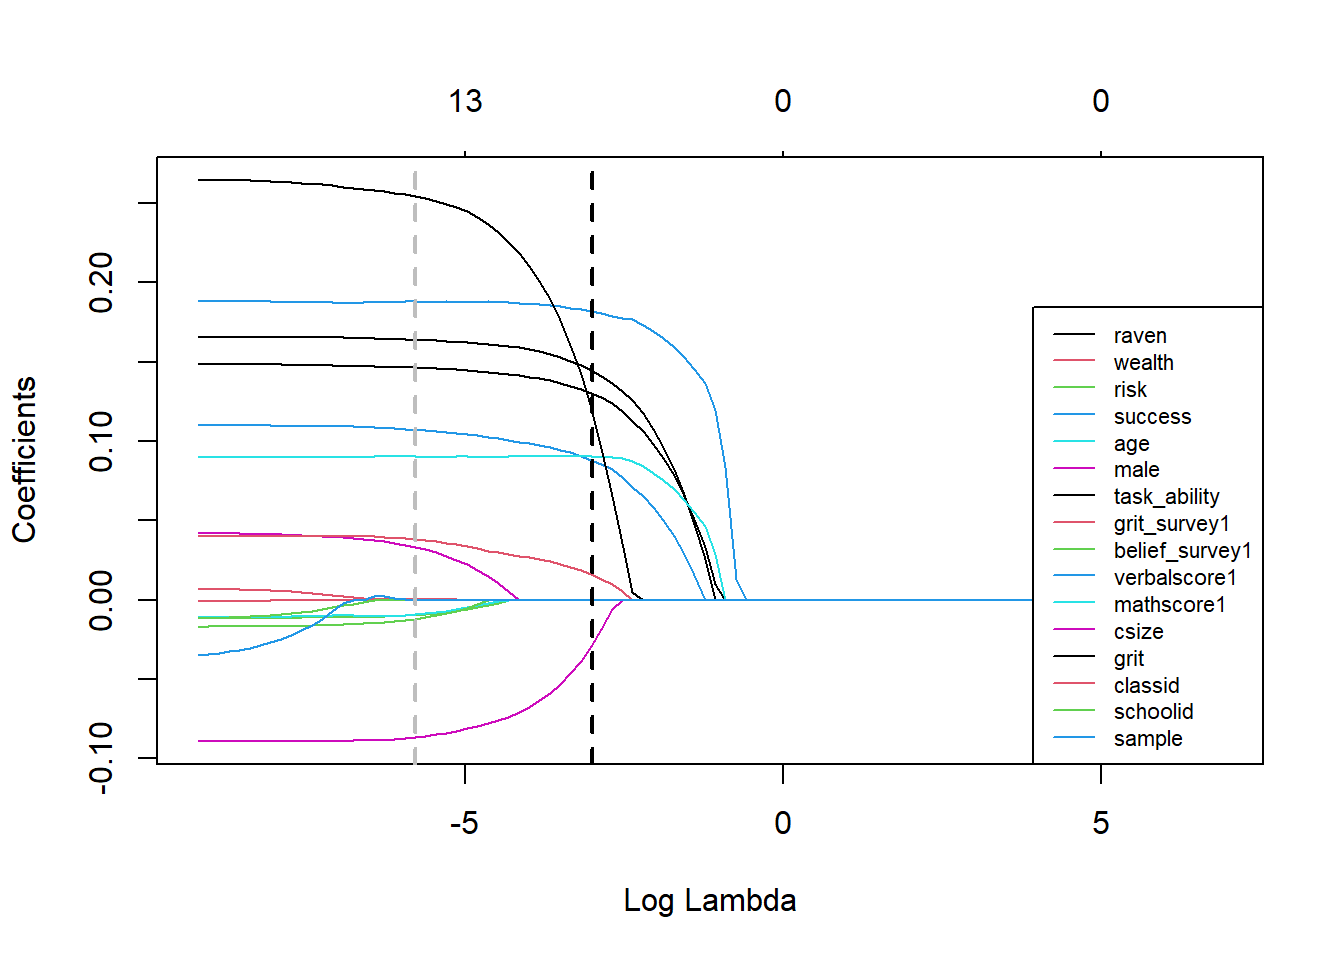 13 0 0
Coefficients
0.20
0.10
0.00
-0.10
raven
wealth
risk
success
age
male
task_ability
grit_survey1
belief_survey1
verbalscore1
mathscore1
csize
grit
classid
schoolid
sample
-5 0 5
Log Lambda